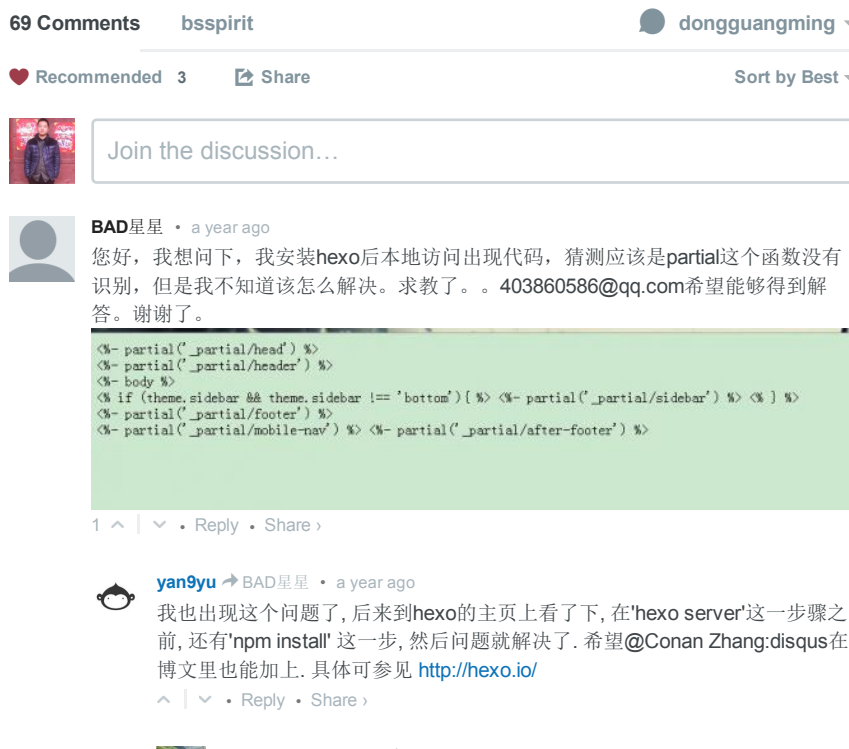 69 Comments bsspirit dongguangming
Recommended 3 Share Sort by Best
Join the discussion…
BAD星星 • a year ago
您好，我想问下，我安装hexo后本地访问出现代码，猜测应该是partial这个函数没有
识别，但是我不知道该怎么解决。求教了。。403860586@qq.com希望能够得到解
答。谢谢了。
<%- partial('_partial/head') %>
<%- partial('_partial/header') %>
<%- body %>
<% if (theme.sidebar && theme.sidebar !== 'bottom'){ %> <%- partial('_partial/sidebar') %> <% } %>
<%- partial('_partial/footer') %>
<%- partial('_partial/mobile-nav') %> <%- partial('_partial/after-footer') %>
1 • Reply • Share ›
yan9yu BAD星星 • a year ago
我也出现这个问题了, 后来到hexo的主页上看了下, 在'hexo server'这一步骤之
前, 还有'npm install' 这一步, 然后问题就解决了. 希望@Conan Zhang:disqus在
博文里也能加上. 具体可参见 http://hexo.io/
• Reply • Share ›